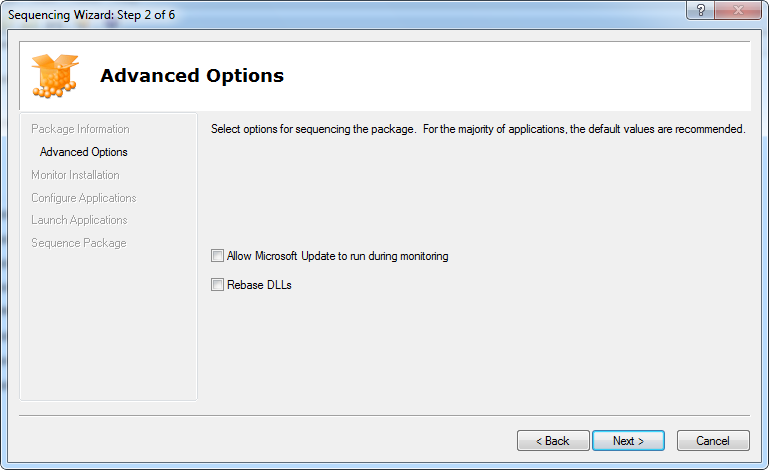 Sequencing Wizard: Step 2 of 6
Advanced Options
Package Information
Advanced Options
Monitor Installation
Configure Applications
Launch Applications
Sequence Package
Select options for sequencing the package.  For the majority of applications, the default values are recommended.
Allow Microsoft Update to run during monitoring
Rebase DLLs
< Back
Next >
Cancel